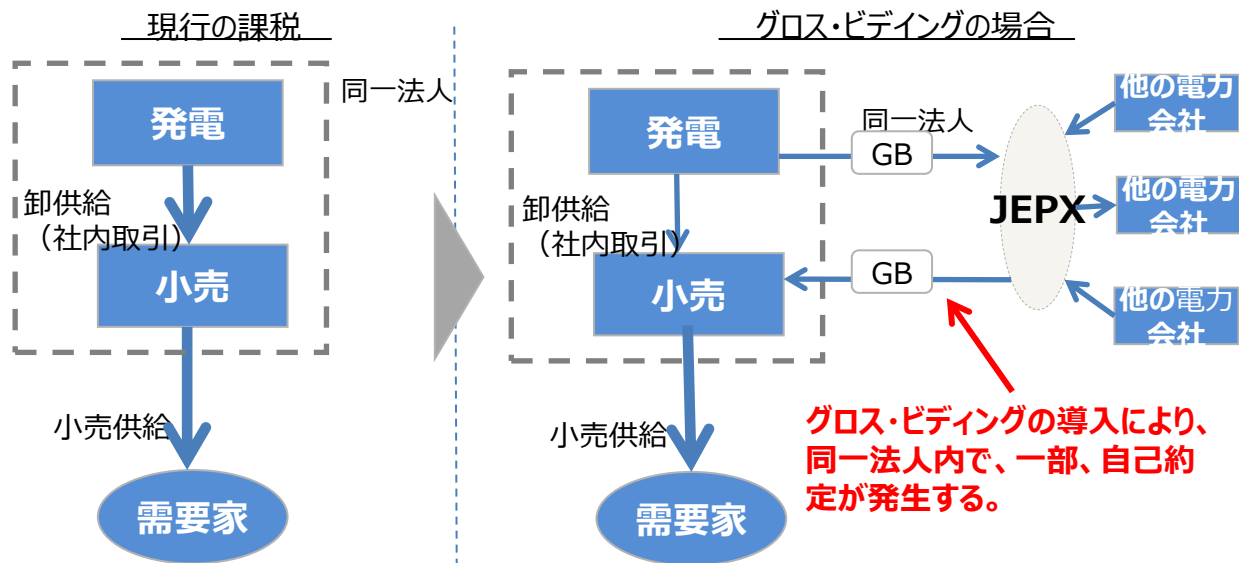 現行の課税
同一法人
発電
卸供給
（社内取引）
小売
小売供給
需要家
グロス・ビデイングの場合
同一法人
発電
GB
JEPX
他の電力
会社
他の電力
会社
他の電力
会社
卸供給
（社内取引）
小売
GB
小売供給
需要家
グロス・ビディングの導入により、
同一法人内で、一部、自己約
定が発生する。